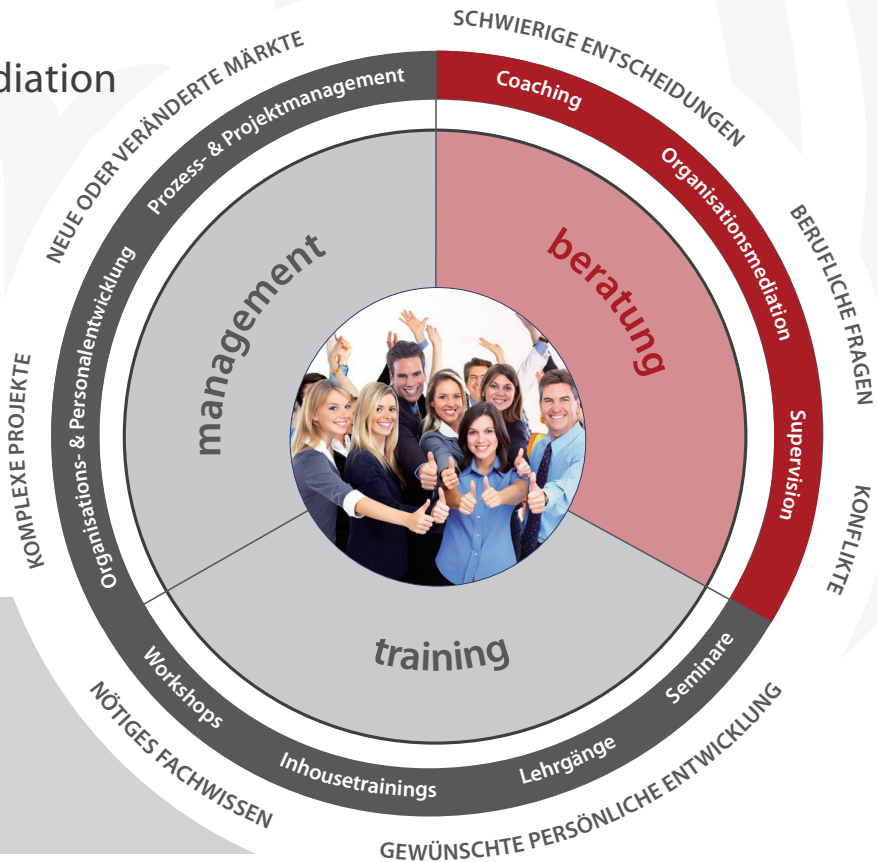 diation
SCHWIERIGE ENTSCHEIDUNGEN
BERUFLICHE FRAGEN
KONFLIKTE
GEWÜNSCHTE PERSÖNLICHE ENTWICKLUNG
NÖTIGES FACHWISSEN
KOMPLEXE PROJEKTE
NEUE ODER VERÄNDERTE MÄRKTE
Coaching
Organisationsmediation
Supervision
Seminare
Lehrgänge
Inhousetrainings
Workshops
Organisations- & Personalentwicklung
Prozess- & Projektmanagement
beratung
training
management